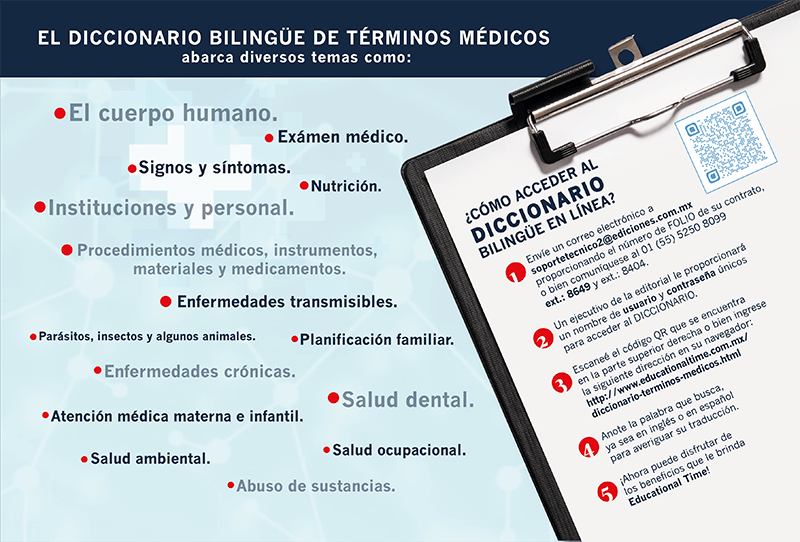 EL DICCIONARIO BILINGÜE DE TÉRMINOS MÉDICOS
abarca diversos temas como:
El cuerpo humano.
Exámen médico.
Signos y síntomas.
Nutrición.
Instituciones y personal.
Procedimientos médicos, instrumentos,
materiales y medicamentos.
Enfermedades transmisibles.
Parásitos, insectos y algunos animales.
Planificación familiar.
Enfermedades crónicas.
Salud dental.
Atención médica materna e infantil.
Salud ocupacional.
Salud ambiental.
Abuso de sustancias.
¿CÓMO ACCEDER AL
DICCIONARIO
BILINGÜE EN LÍNEA?
1 Envíe un correo electrónico a
soportetecnico2@ediciones.com.mx
proporcionando el número de FOLIO de su contrato,
o bien comuníquese al 01 (55) 5250 8099
ext.: 8649 y ext.: 8404.
2 Un ejecutivo de la editorial le proporcionará
un nombre de usuario y contraseña únicos
para acceder al DICCIONARIO.
3 Escaneé el código QR que se encuentra
en la parte superior derecha o bien ingrese
la siguiente dirección en su navegador:
http://www.educationaltime.com.mx/
diccionario-terminos-medicos.html
4 Anote la palabra que busca,
ya sea en inglés o en español
para averiguar su traducción.
5 ¡Ahora puede disfrutar de
los beneficios que le brinda
Educational Time!